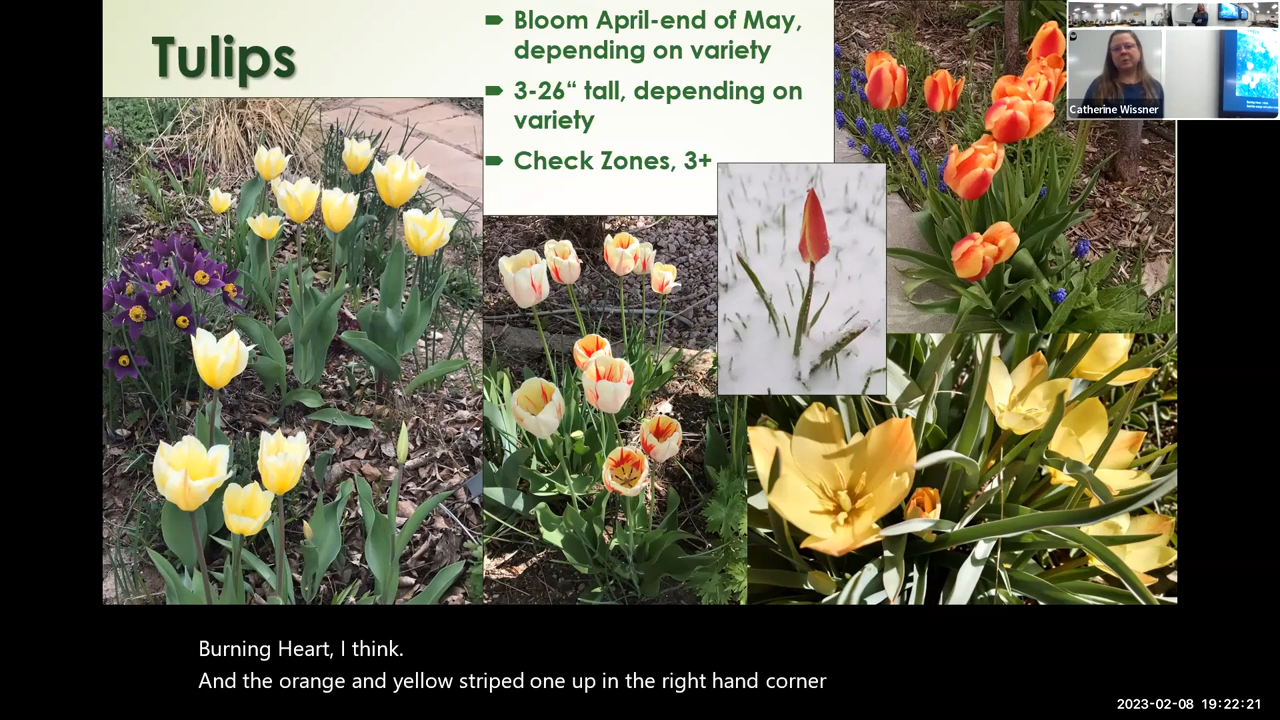 Tulips
Bloom April-end of May,
depending on variety
3-26“ tall, depending on
variety
Check Zones, 3+
Catherine Wissner
Burning Heart, I think.
And the orange and yellow striped one up in the right hand corner
2023-02-08 19:22:21